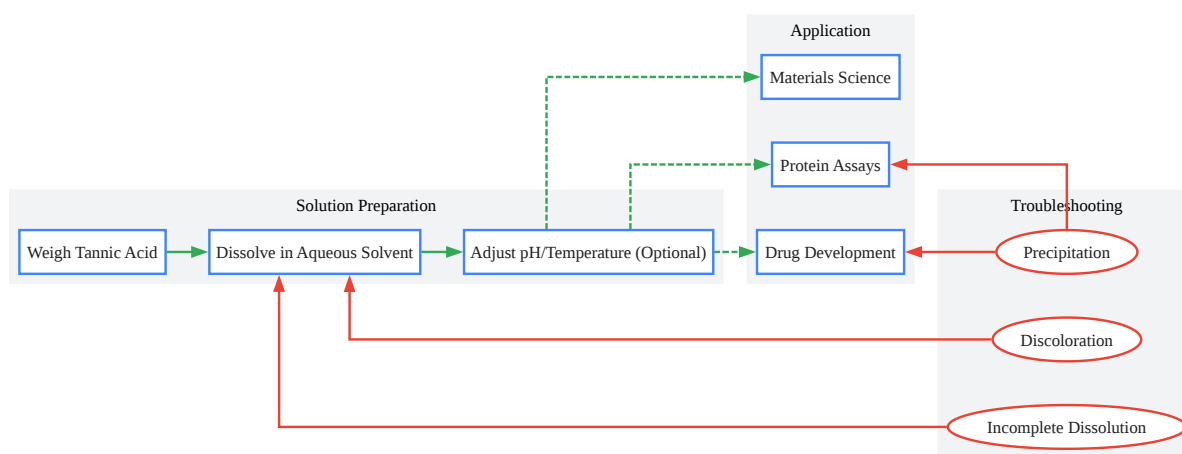 Application
Materials Science
Protein Assays
Solution Preparation
Troubleshooting
Weigh Tannic Acid
Dissolve in Aqueous Solvent
Adjust pH/Temperature (Optional)
Drug Development
Precipitation
Discoloration
Incomplete Dissolution